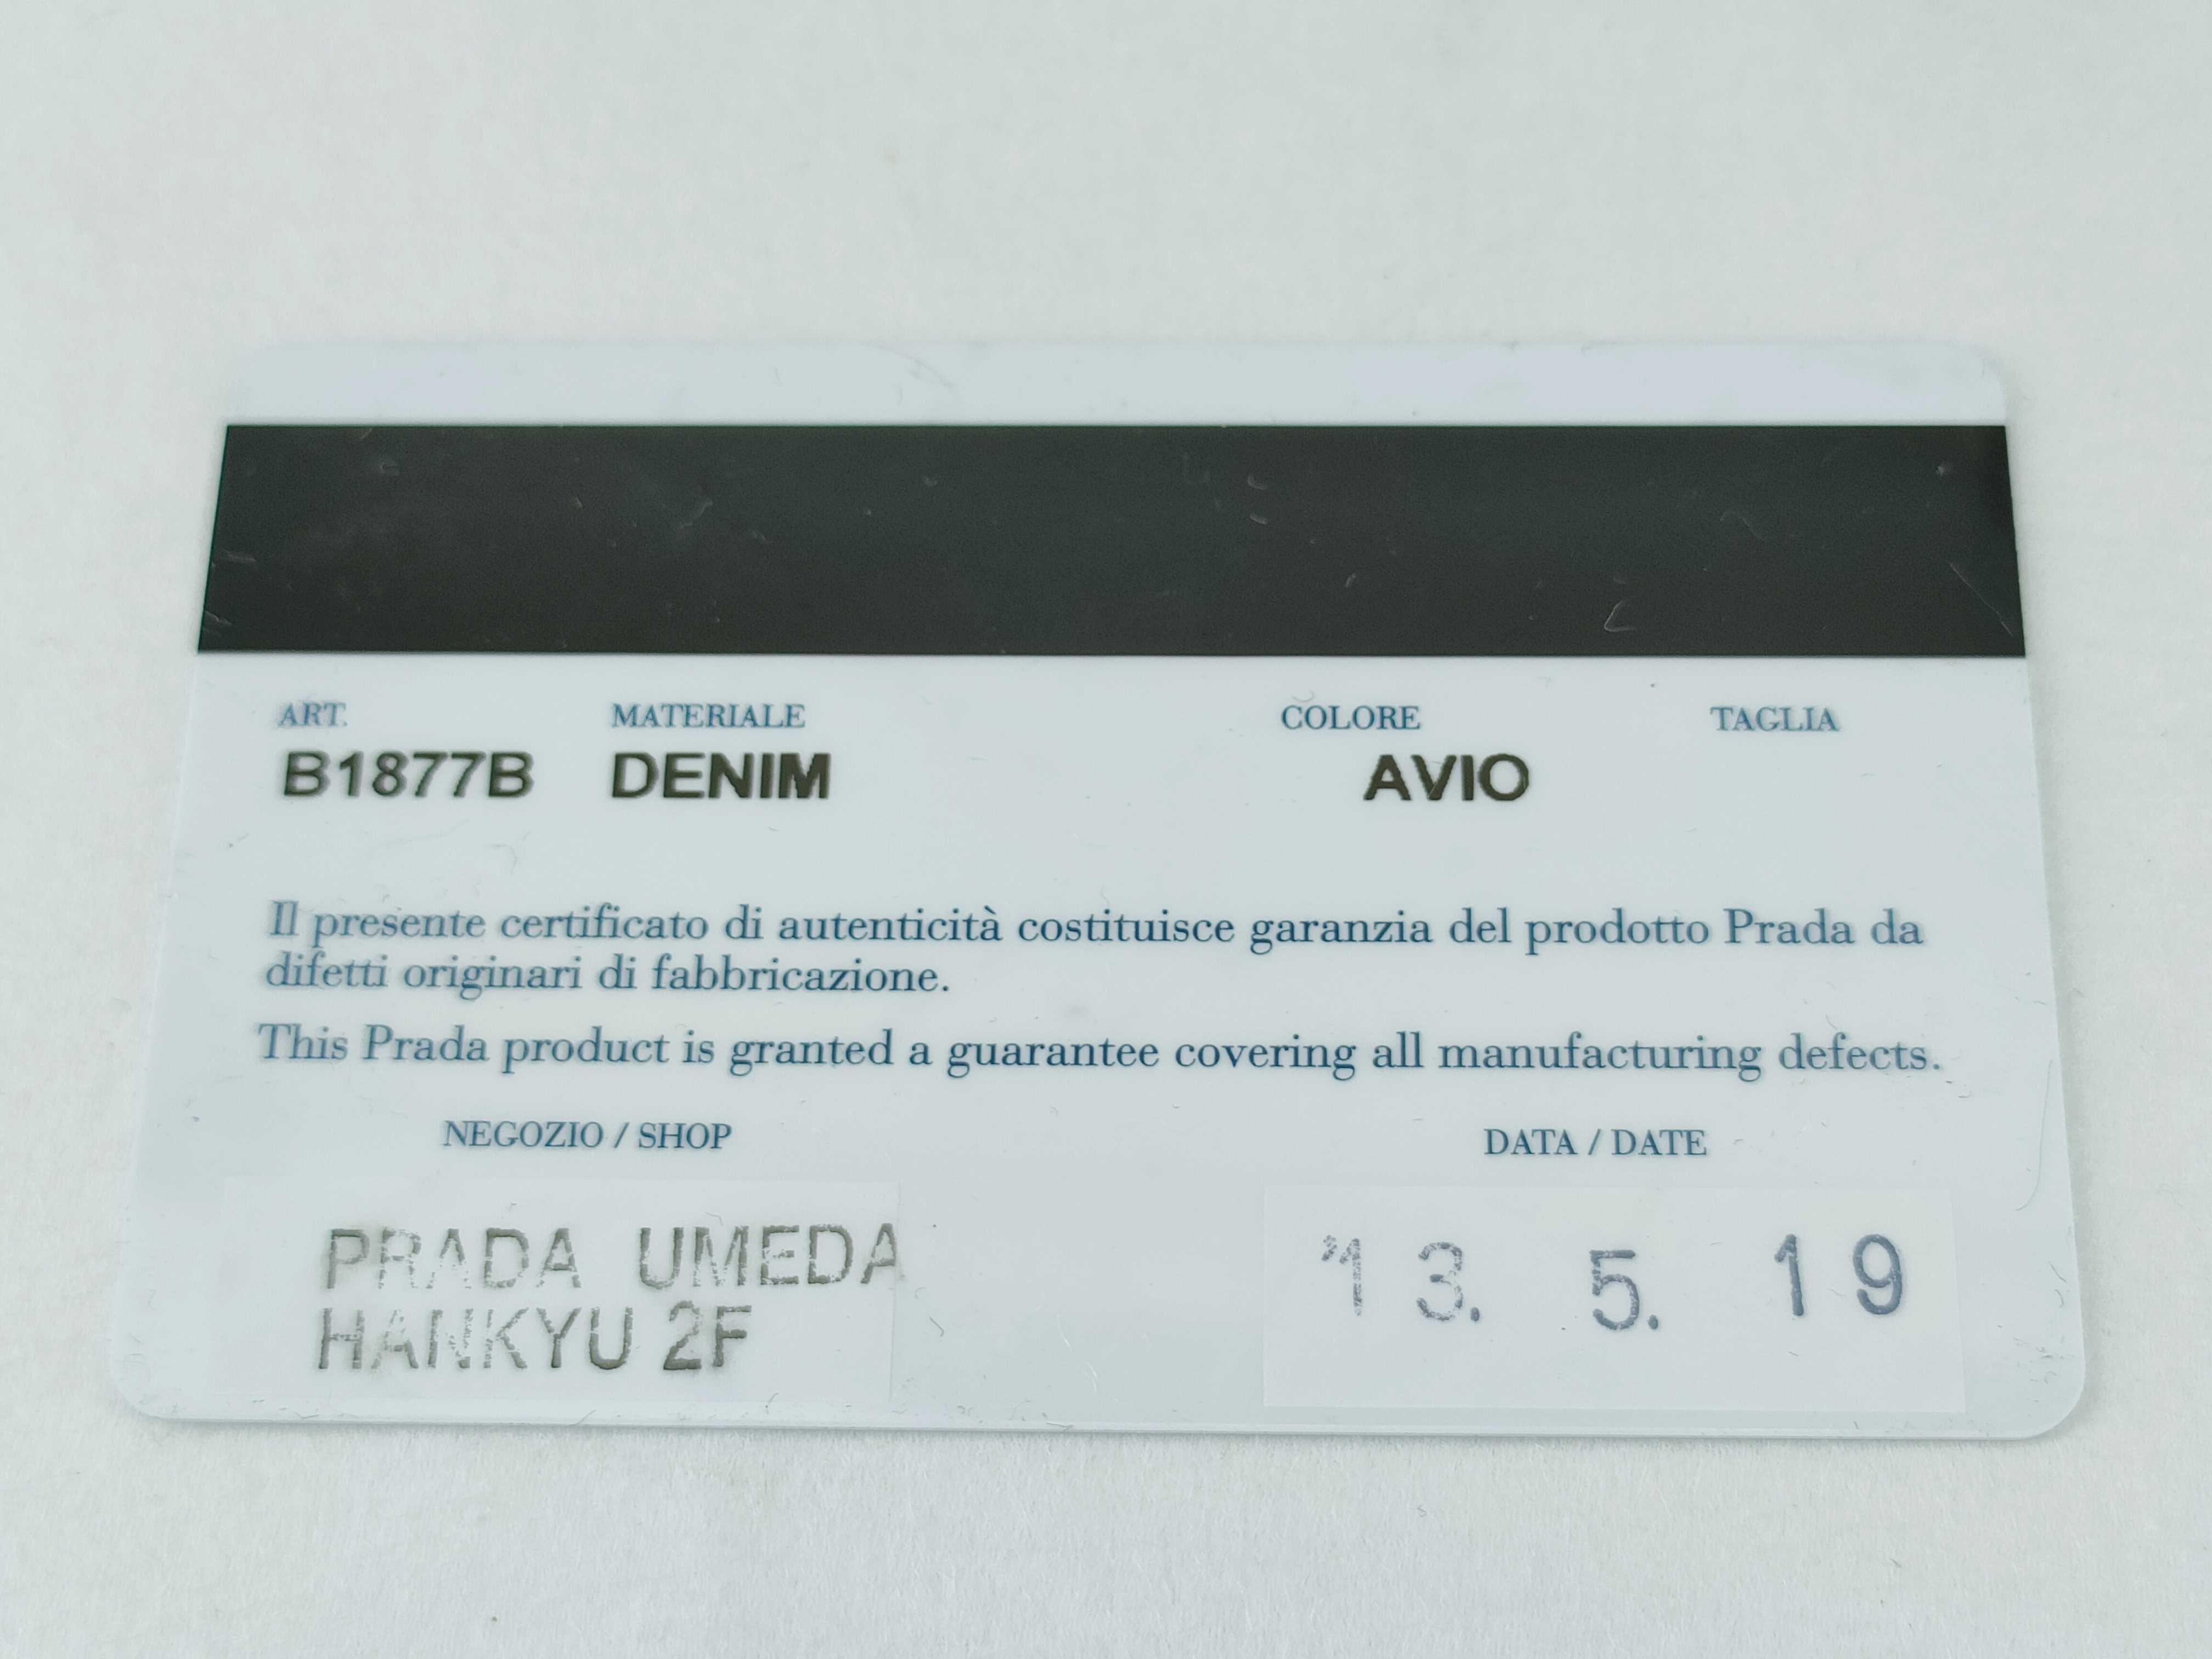 ART. MATERIALE COLORE TAGLIA
B1877B DENIM AVIO
Il presente certificato di autenticità costituisce garanzia del prodotto Prada da
difetti originari di fabbricazione.
This Prada product is granted a guarantee covering all manufacturing defects.
NEGOZIO / SHOP DATA / DATE
PRADA UMEDA
HANKYU 2F
'13. 5. 19